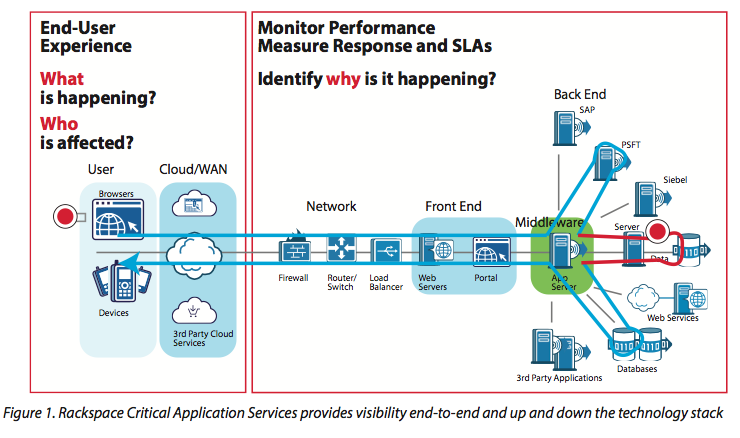 End-User
Experience
What
is happening?
Who
is affected?
Monitor Performance
Measure Response and SLAs
Identify why is it happening?
User
Browsers
Devices
Cloud/WAN
3rd Party Cloud
Services
Network
Firewall
Router/
Switch
Load
Balancer
Front End
Web
Servers
Portal
Middleware
App
Server
Back End
SAP
PSFT
Siebel
Server
Data
0110
Web Services
0110
0110
Databases
3rd Party Applications
Figure 1. Rackspace Critical Application Services provides visibility end-to-end and up and down the technology stack